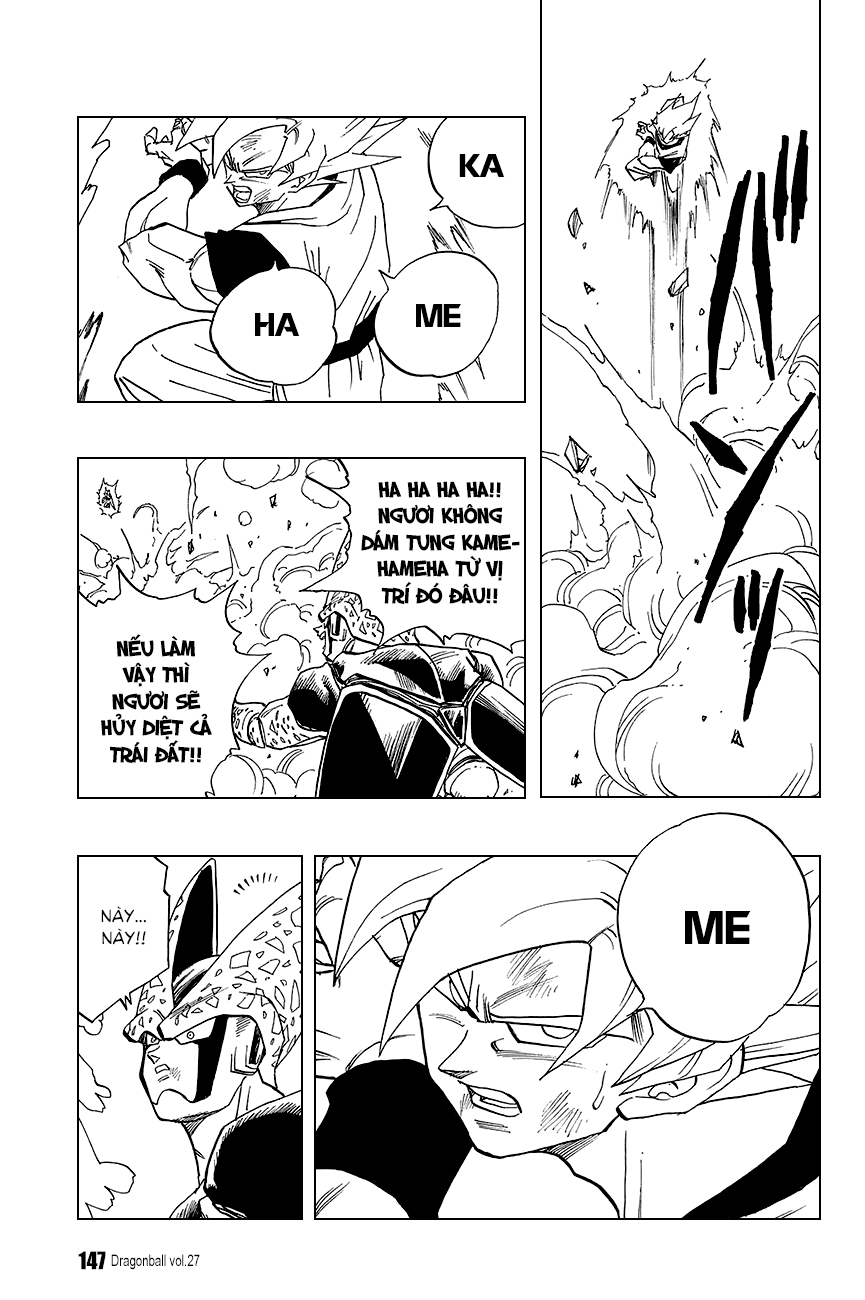 KA
ME
HA
HA HA HA HA!!
NGƯƠI KHÔNG
DÁM TUNG KAME-
HAMEHA TỪ VỊ
TRÍ ĐÓ ĐÂU!!
NẾU LÀM
VẬY THÌ
NGƯƠI SẼ
HỦY DIỆT CẢ
TRÁI ĐẤT!!
ME
NÀY...
NÀY!!
147 Dragonball vol.27